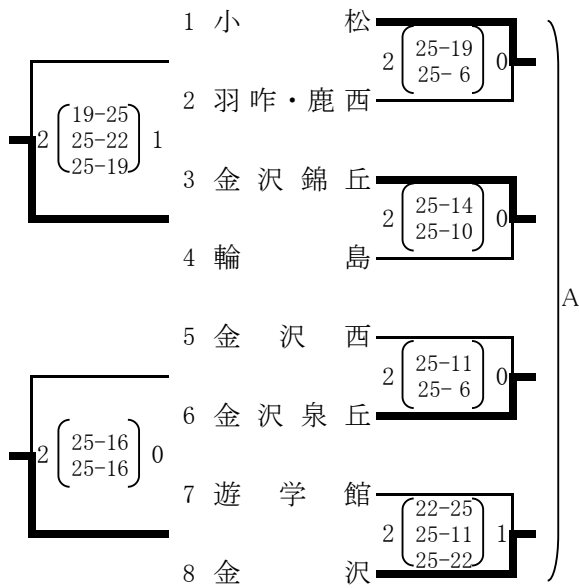 1 小松
2 25-19 0
25- 6
2 羽咋・鹿西
2 19-25 1
25-22
25-19
3 金沢錦丘
2 25-14 0
25-10
4 輪島
A
5 金沢西
2 25-11 0
25- 6
6 金沢泉丘
2 25-16 0
25-16
7 遊学館
2 22-25 1
25-11
25-22
8 金沢